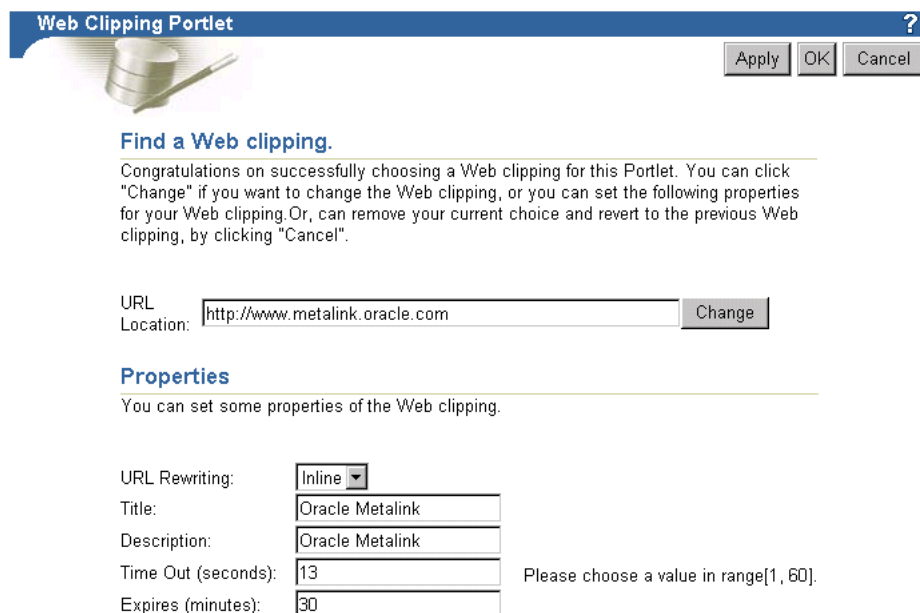 Web Clipping Portlet
?
Apply OK Cancel
Find a Web clipping.
Congratulations on successfully choosing a Web clipping for this Portlet. You can click
"Change" if you want to change the Web clipping, or you can set the following properties
for your Web clipping.Or, can remove your current choice and revert to the previous Web
clipping, by clicking "Cancel".
URL
Location: http://www.metalink.oracle.com Change
Properties
You can set some properties of the Web clipping.
URL Rewriting: Inline
Title: Oracle Metalink
Description: Oracle Metalink
Time Out (seconds): 13 Please choose a value in range[1, 60].
Expires (minutes): 30